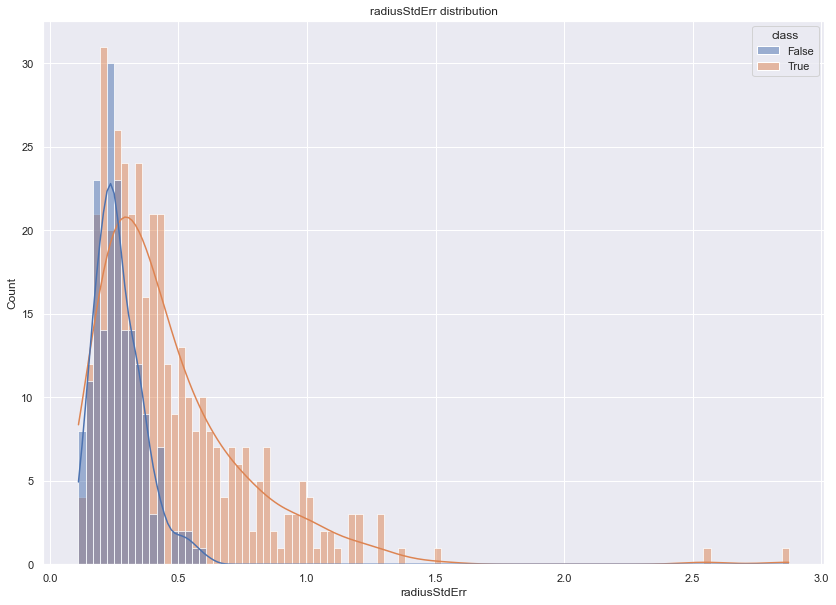 radiusStdErr distribution
class
False
True
Count
30
25
20
15
10
5
0
0.0 0.5 1.0 1.5 2.0 2.5 3.0
radiusStdErr